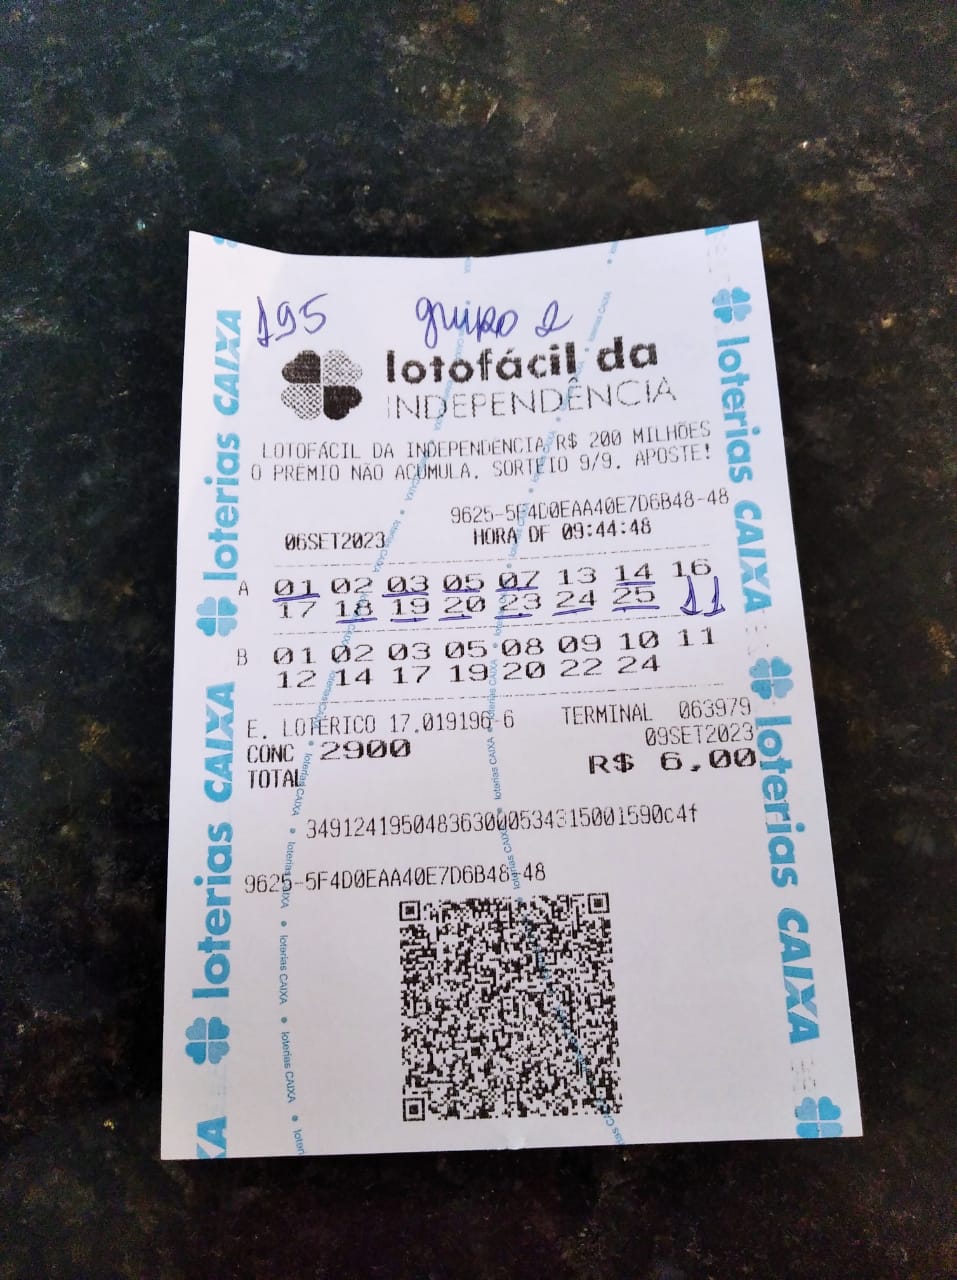 195 grupo 2
lotofácil da
INDEPENDÊNCIA
LOTOFÁCIL DA INDEPENDENCIA R$ 200 MILHÕES
O PRÊMIO NÃO ACUMULA. SORTEIO 9/9. APOSTE!
9625-5F4D0EAA40E7D6B48-48
06SET2023 HORA DF 09:44:48
A 01 02 03 05 07 13 14 16
17 18 19 20 23 24 25 11
B 01 02 03 05 08 09 10 11
12 14 17 19 20 22 24
E. LOTÉRICO 17.019196-6 TERMINAL 063979
CONC 2900 09SET2023
TOTAL R$ 6,00
9625-5F4D0EAA40E7D6B48-48
loterias CAIXA
loterias CAIXA
loterias CAIXA
loterias CAIXA